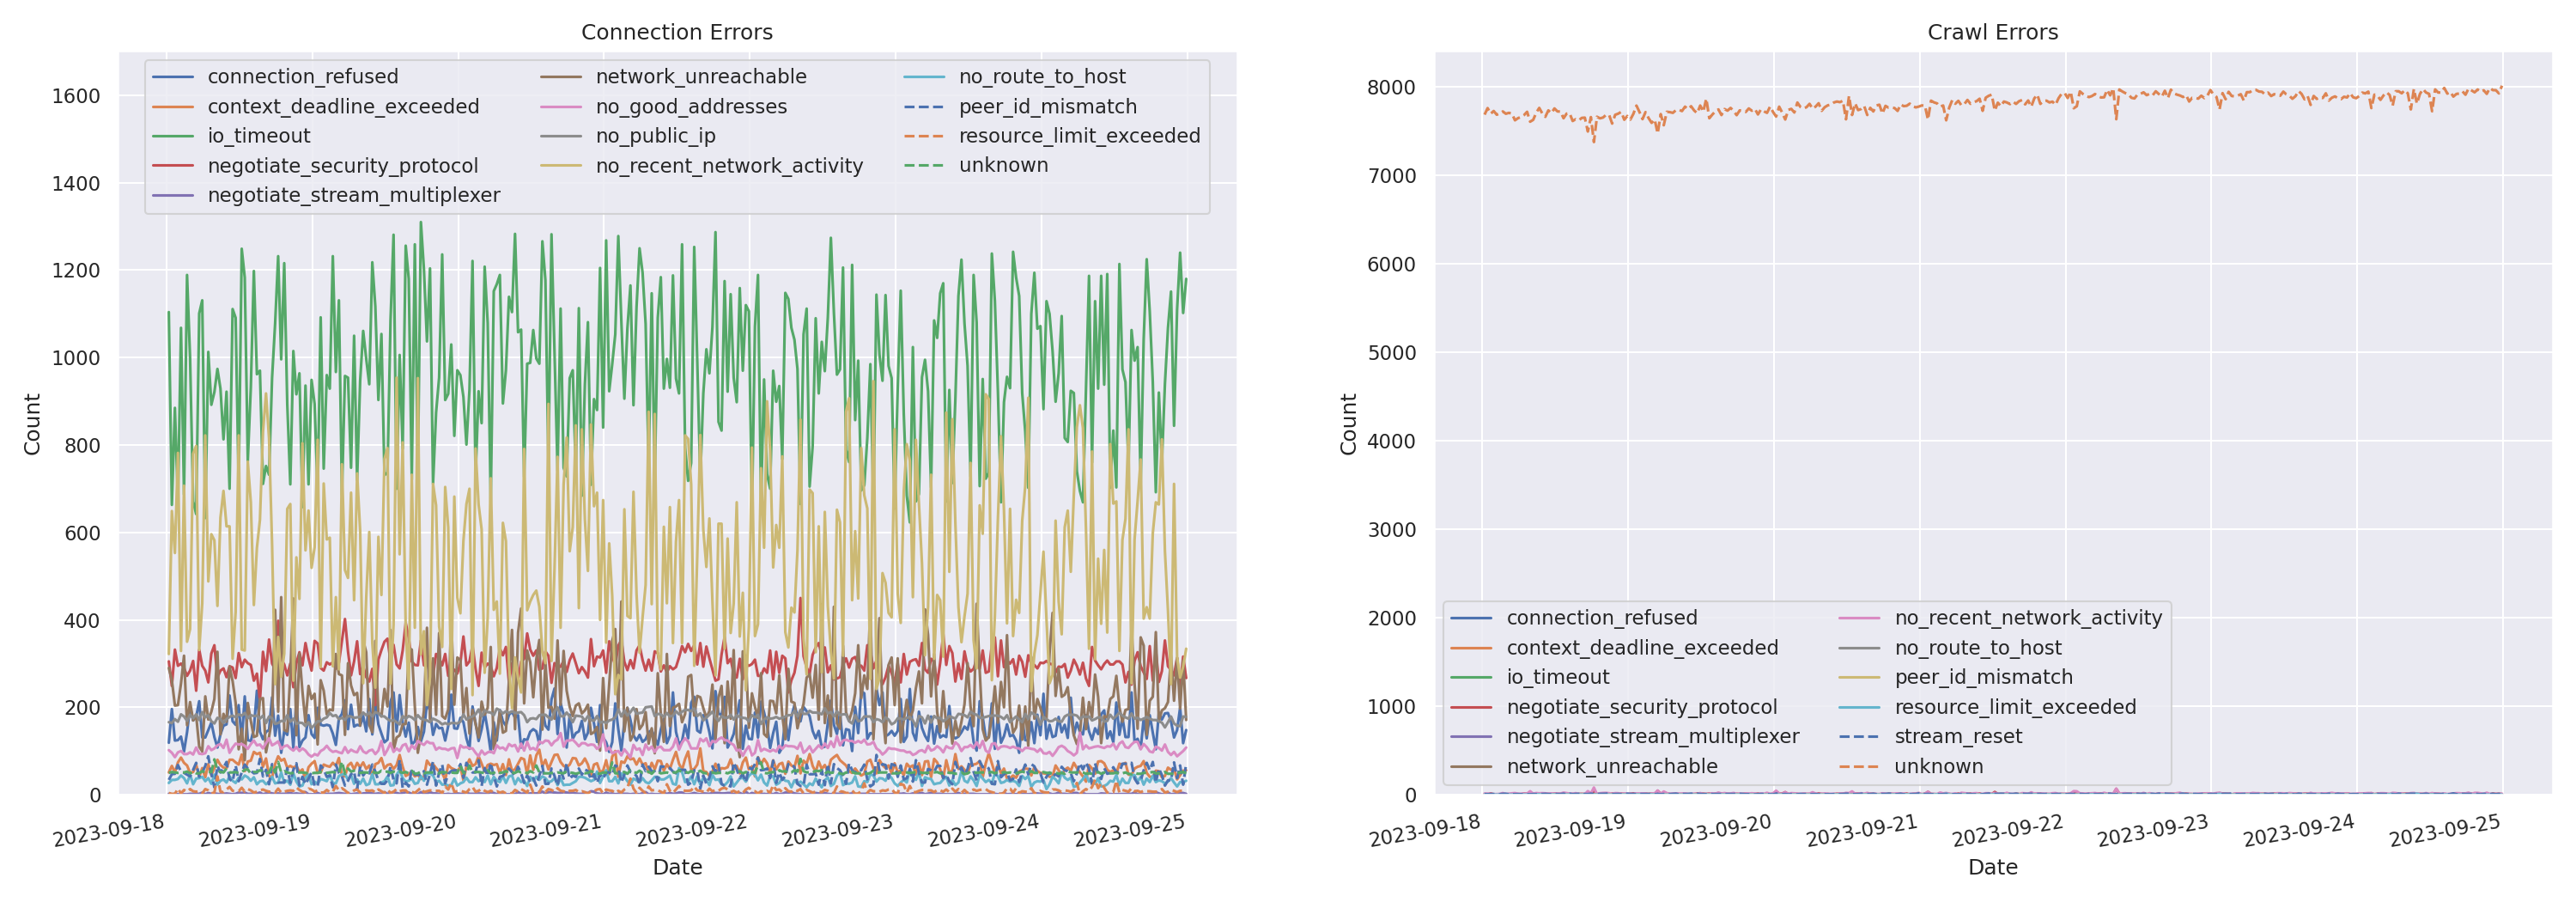 Connection Errors
connection_refused
context_deadline_exceeded
io_timeout
negotiate_security_protocol
negotiate_stream_multiplexer
network_unreachable
no_good_addresses
no_public_ip
no_recent_network_activity
no_route_to_host
peer_id_mismatch
resource_limit_exceeded
unknown
1600
1400
1200
1000
800
600
400
200
0
Count
2023-09-18
2023-09-19
2023-09-20
2023-09-21
2023-09-22
2023-09-23
2023-09-24
2023-09-25
Date
Crawl Errors
8000
7000
6000
5000
4000
3000
2000
1000
0
Count
connection_refused
context_deadline_exceeded
io_timeout
negotiate_security_protocol
negotiate_stream_multiplexer
network_unreachable
no_recent_network_activity
no_route_to_host
peer_id_mismatch
resource_limit_exceeded
stream_reset
unknown
2023-09-18
2023-09-19
2023-09-20
2023-09-21
2023-09-22
2023-09-23
2023-09-24
2023-09-25
Date